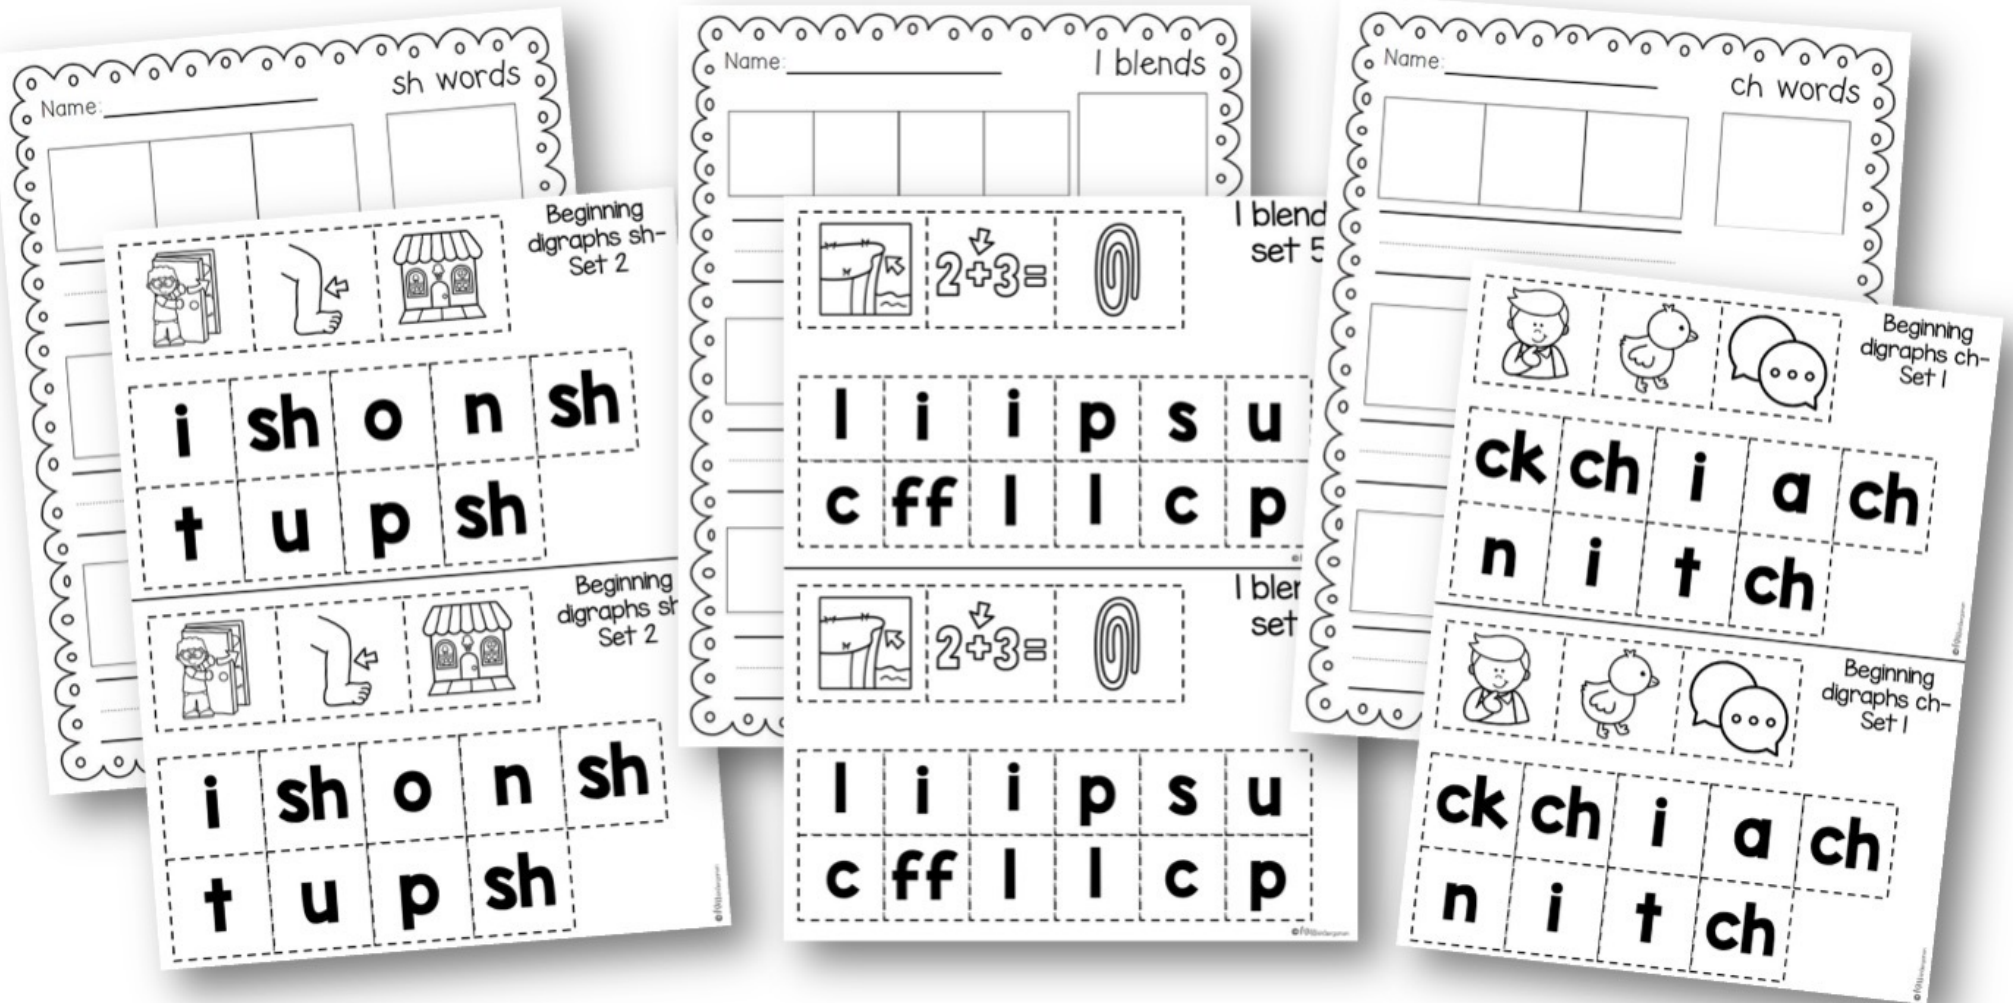 Name:
sh words
Beginning
digraphs sh-
Set 2
i sh o n sh
t u p sh
Beginning
digraphs sh
Set 2
i sh o n sh
t u p sh
Name:
l blends
l blend
set 5
2+3=
l i i p s u
c ff l l c p
l blen
set
2+3=
l i i p s u
c ff l l c p
Name:
ch words
Beginning
digraphs ch-
Set 1
ck ch i a ch
n i t ch
Beginning
digraphs ch-
Set 1
ck ch i a ch
n i t ch